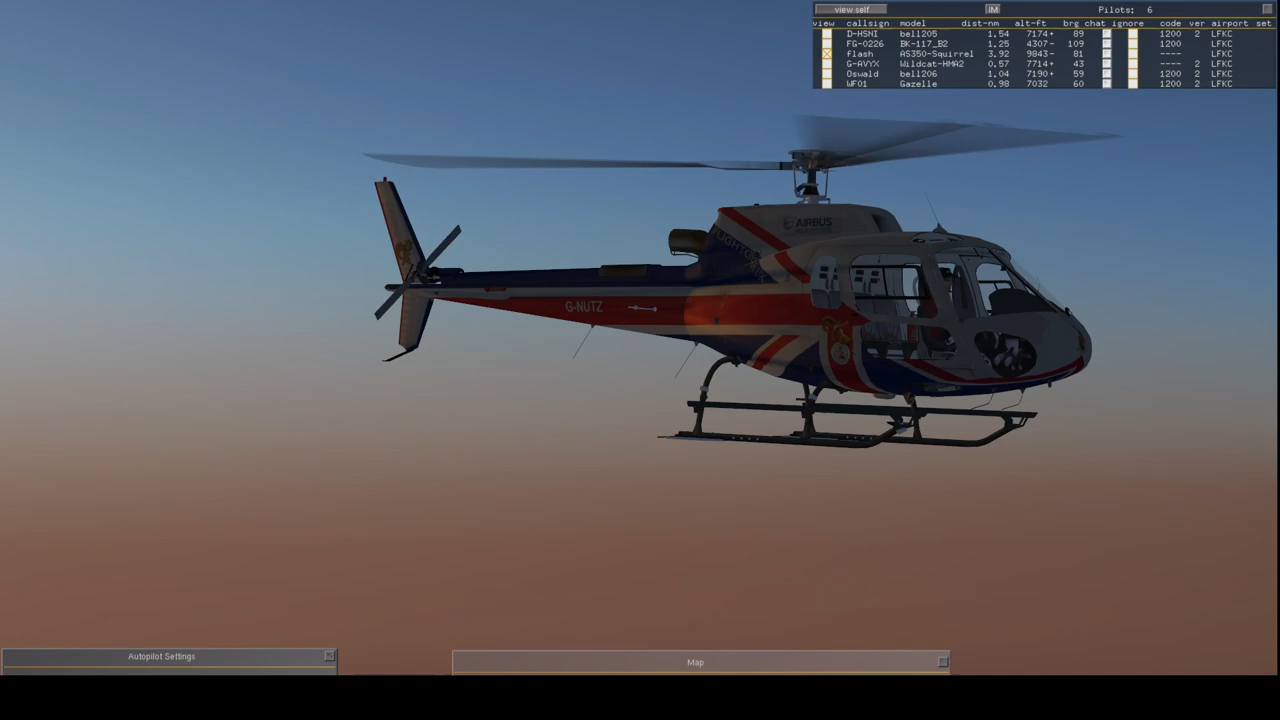 view self IM Pilots: 6
view callsign model dist-nm alt-ft brg chat ignore code ver airport set
D-HSNI bell205 1.54 7174+ 89 1200 2 LFKC
FG-0226 BK-117_B2 1.25 4307- 109 1200 LFKC
flash AS350-Squirrel 3.92 9843- 81 ---- LFKC
G-AVYX Wildcat-HMA2 0.57 7714+ 43 ---- 2 LFKC
Oswald bell206 1.04 7190+ 59 1200 2 LFKC
WF01 Gazelle 0.98 7032 60 1200 2 LFKC
AIRBUS
HELICOPTERS
G-NUTZ
Autopilot Settings
Map